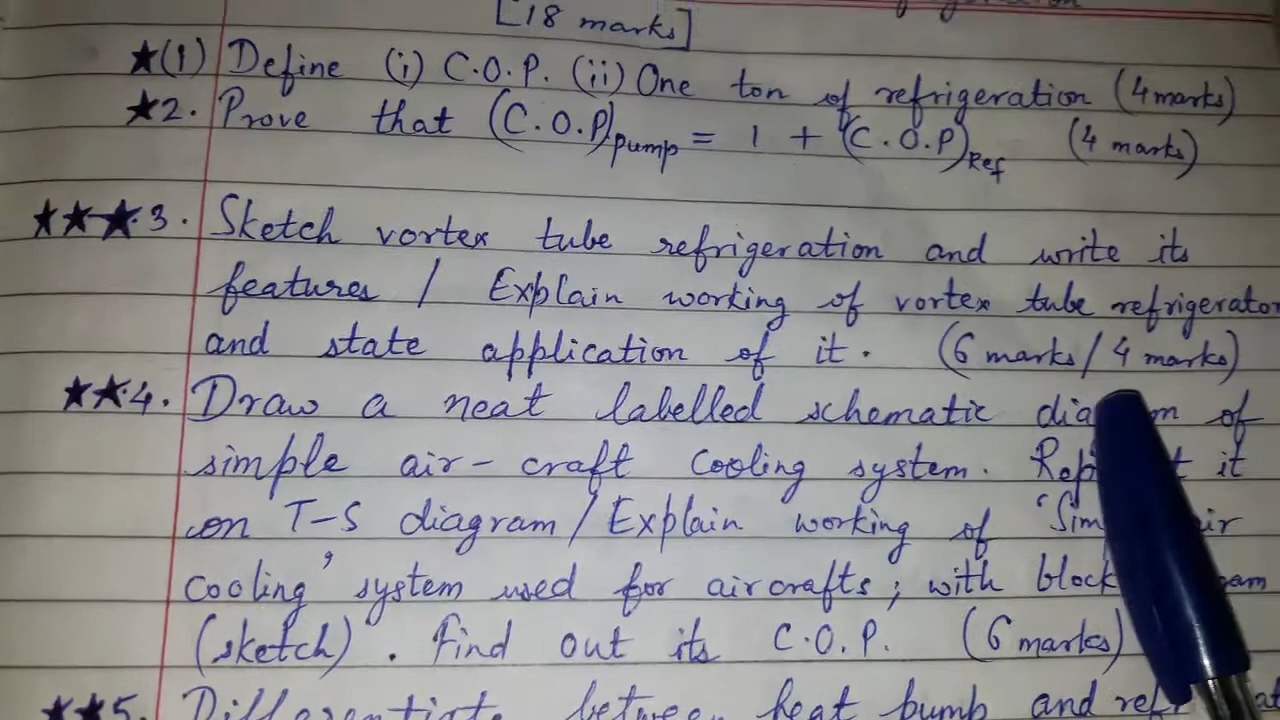 [18 marks]
★(1) Define (i) C.O.P. (ii) One ton of refrigeration (4marks)
★2. Prove that (C.O.P)pump = 1 + (C.O.P)Ref (4 marks)
★★★3. Sketch vortex tube refrigeration and write its
features / Explain working of vortex tube refrigerator
and state application of it. (6 marks/4 marks)
★★4. Draw a neat labelled schematic of
simple air-craft cooling system. it
on T-S diagram/Explain working of
cooling' system used for aircrafts; with block
(sketch). Find out its C.O.P. (6 marks)
★★5. Differentiate between heat pump and